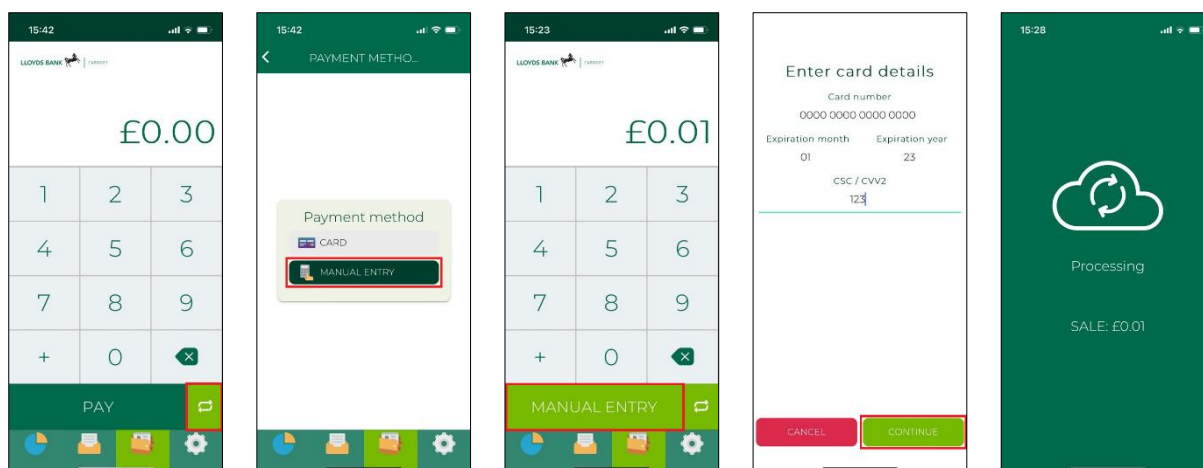 15:42
LLOYDS BANK CARDNET
£0.00
1 2 3
4 5 6
7 8 9
+ 0
PAY
15:42
PAYMENT METHO...
Payment method
CARD
MANUAL ENTRY
15:23
LLOYDS BANK CARDNET
£0.01
1 2 3
4 5 6
7 8 9
+ 0
MANUAL ENTRY
Enter card details
Card number
0000 0000 0000 0000
Expiration month Expiration year
01 23
CSC / CVV2
123
CANCEL CONTINUE
15:28
Processing
SALE: £0.01